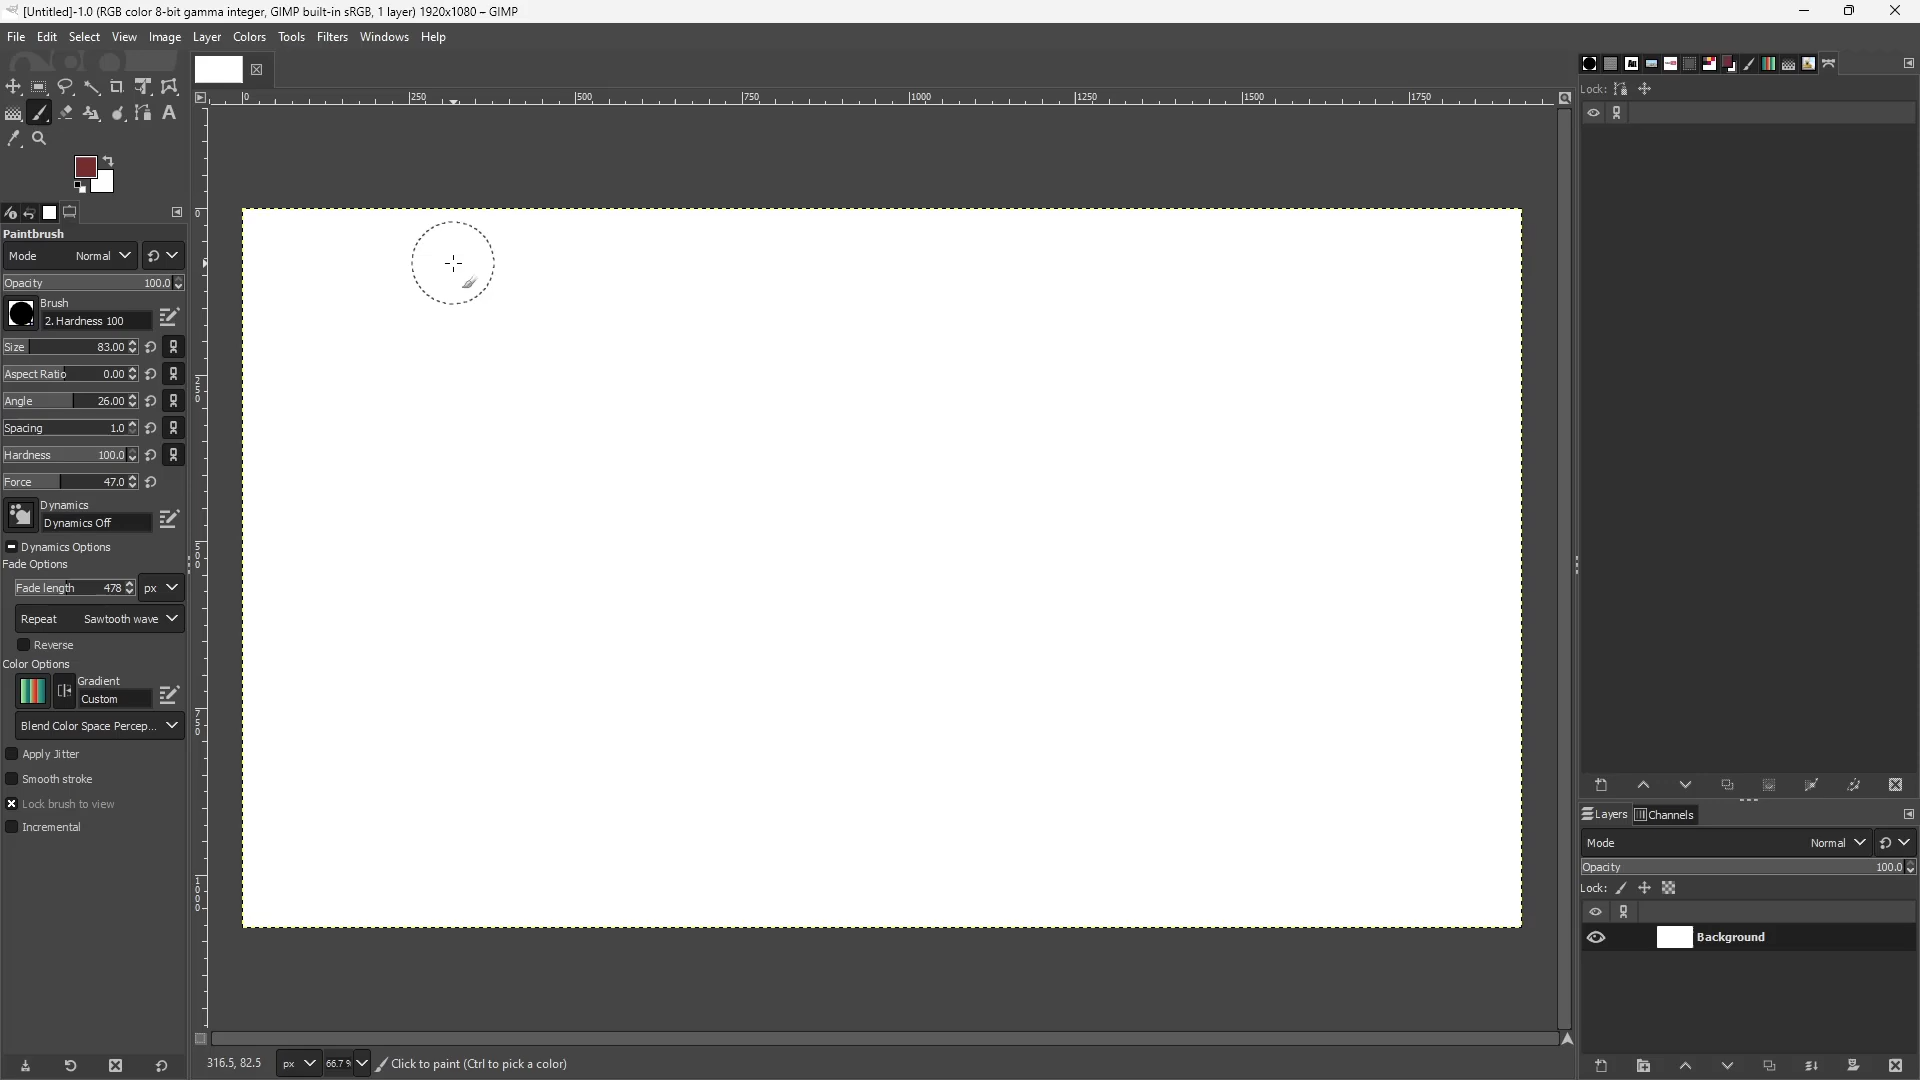 [Untitled]-1.0 (RGB color 8-bit gamma integer, GIMP built-in sRGB, 1 layer) 1920x1080 – GIMP
File Edit Select View Image Layer Colors Tools Filters Windows Help
0 250 500 750 1000 1250 1500 1750
Lock:
Paintbrush
Mode Normal
Opacity 100.0
Brush
2. Hardness 100
Size 83.00
Aspect Ratio 0.00
Angle 26.00
Spacing 1.0
Hardness 100.0
Force 47.0
Dynamics
Dynamics Off
Dynamics Options
Fade Options
Fade length 478 px
Repeat Sawtooth wave
Reverse
Color Options
Gradient
Custom
Blend Color Space Percep...
Apply Jitter
Smooth stroke
Lock brush to view
Incremental
0
250
500
750
1000
Layers Channels
Mode Normal
Opacity 100.0
Lock:
Background
316.5, 82.5 px 66.7 % Click to paint (Ctrl to pick a color)